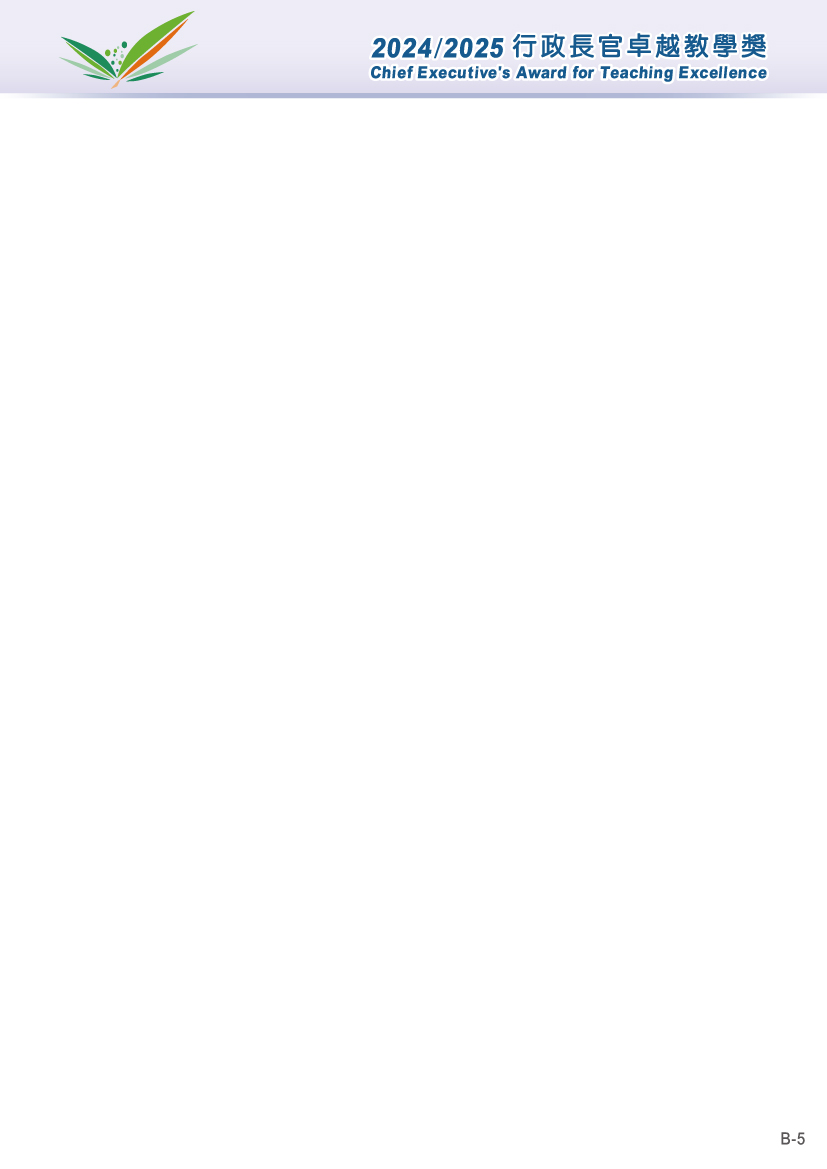 2024/2025 行政長官卓越教學獎
Chief Executive's Award for Teaching Excellence
B-5